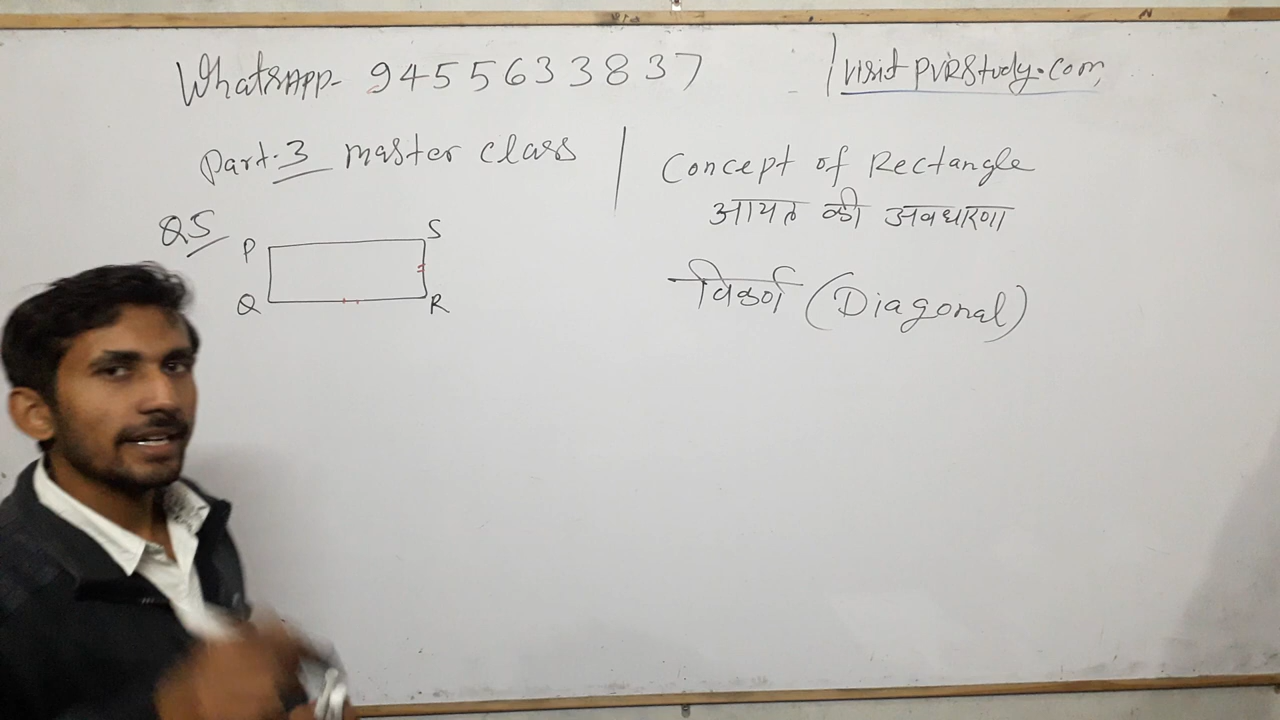 WhatsAPP- 9455633837
visit PVRStudy.com
Part-3 master class
Concept of Rectangle
आयत की अवधारणा
Q5
P S
Q R
विकर्ण (Diagonal)